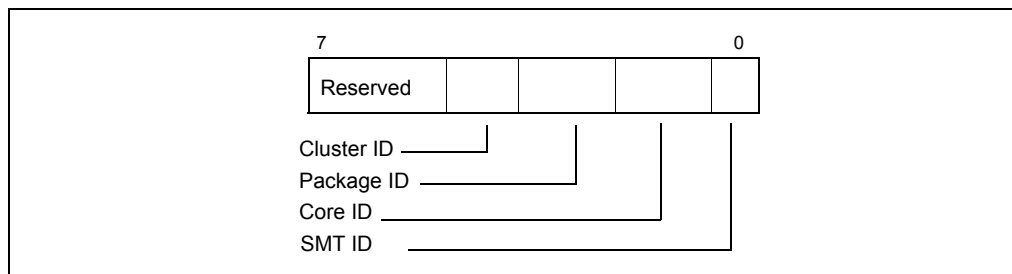 7 0
Reserved
Cluster ID
Package ID
Core ID
SMT ID